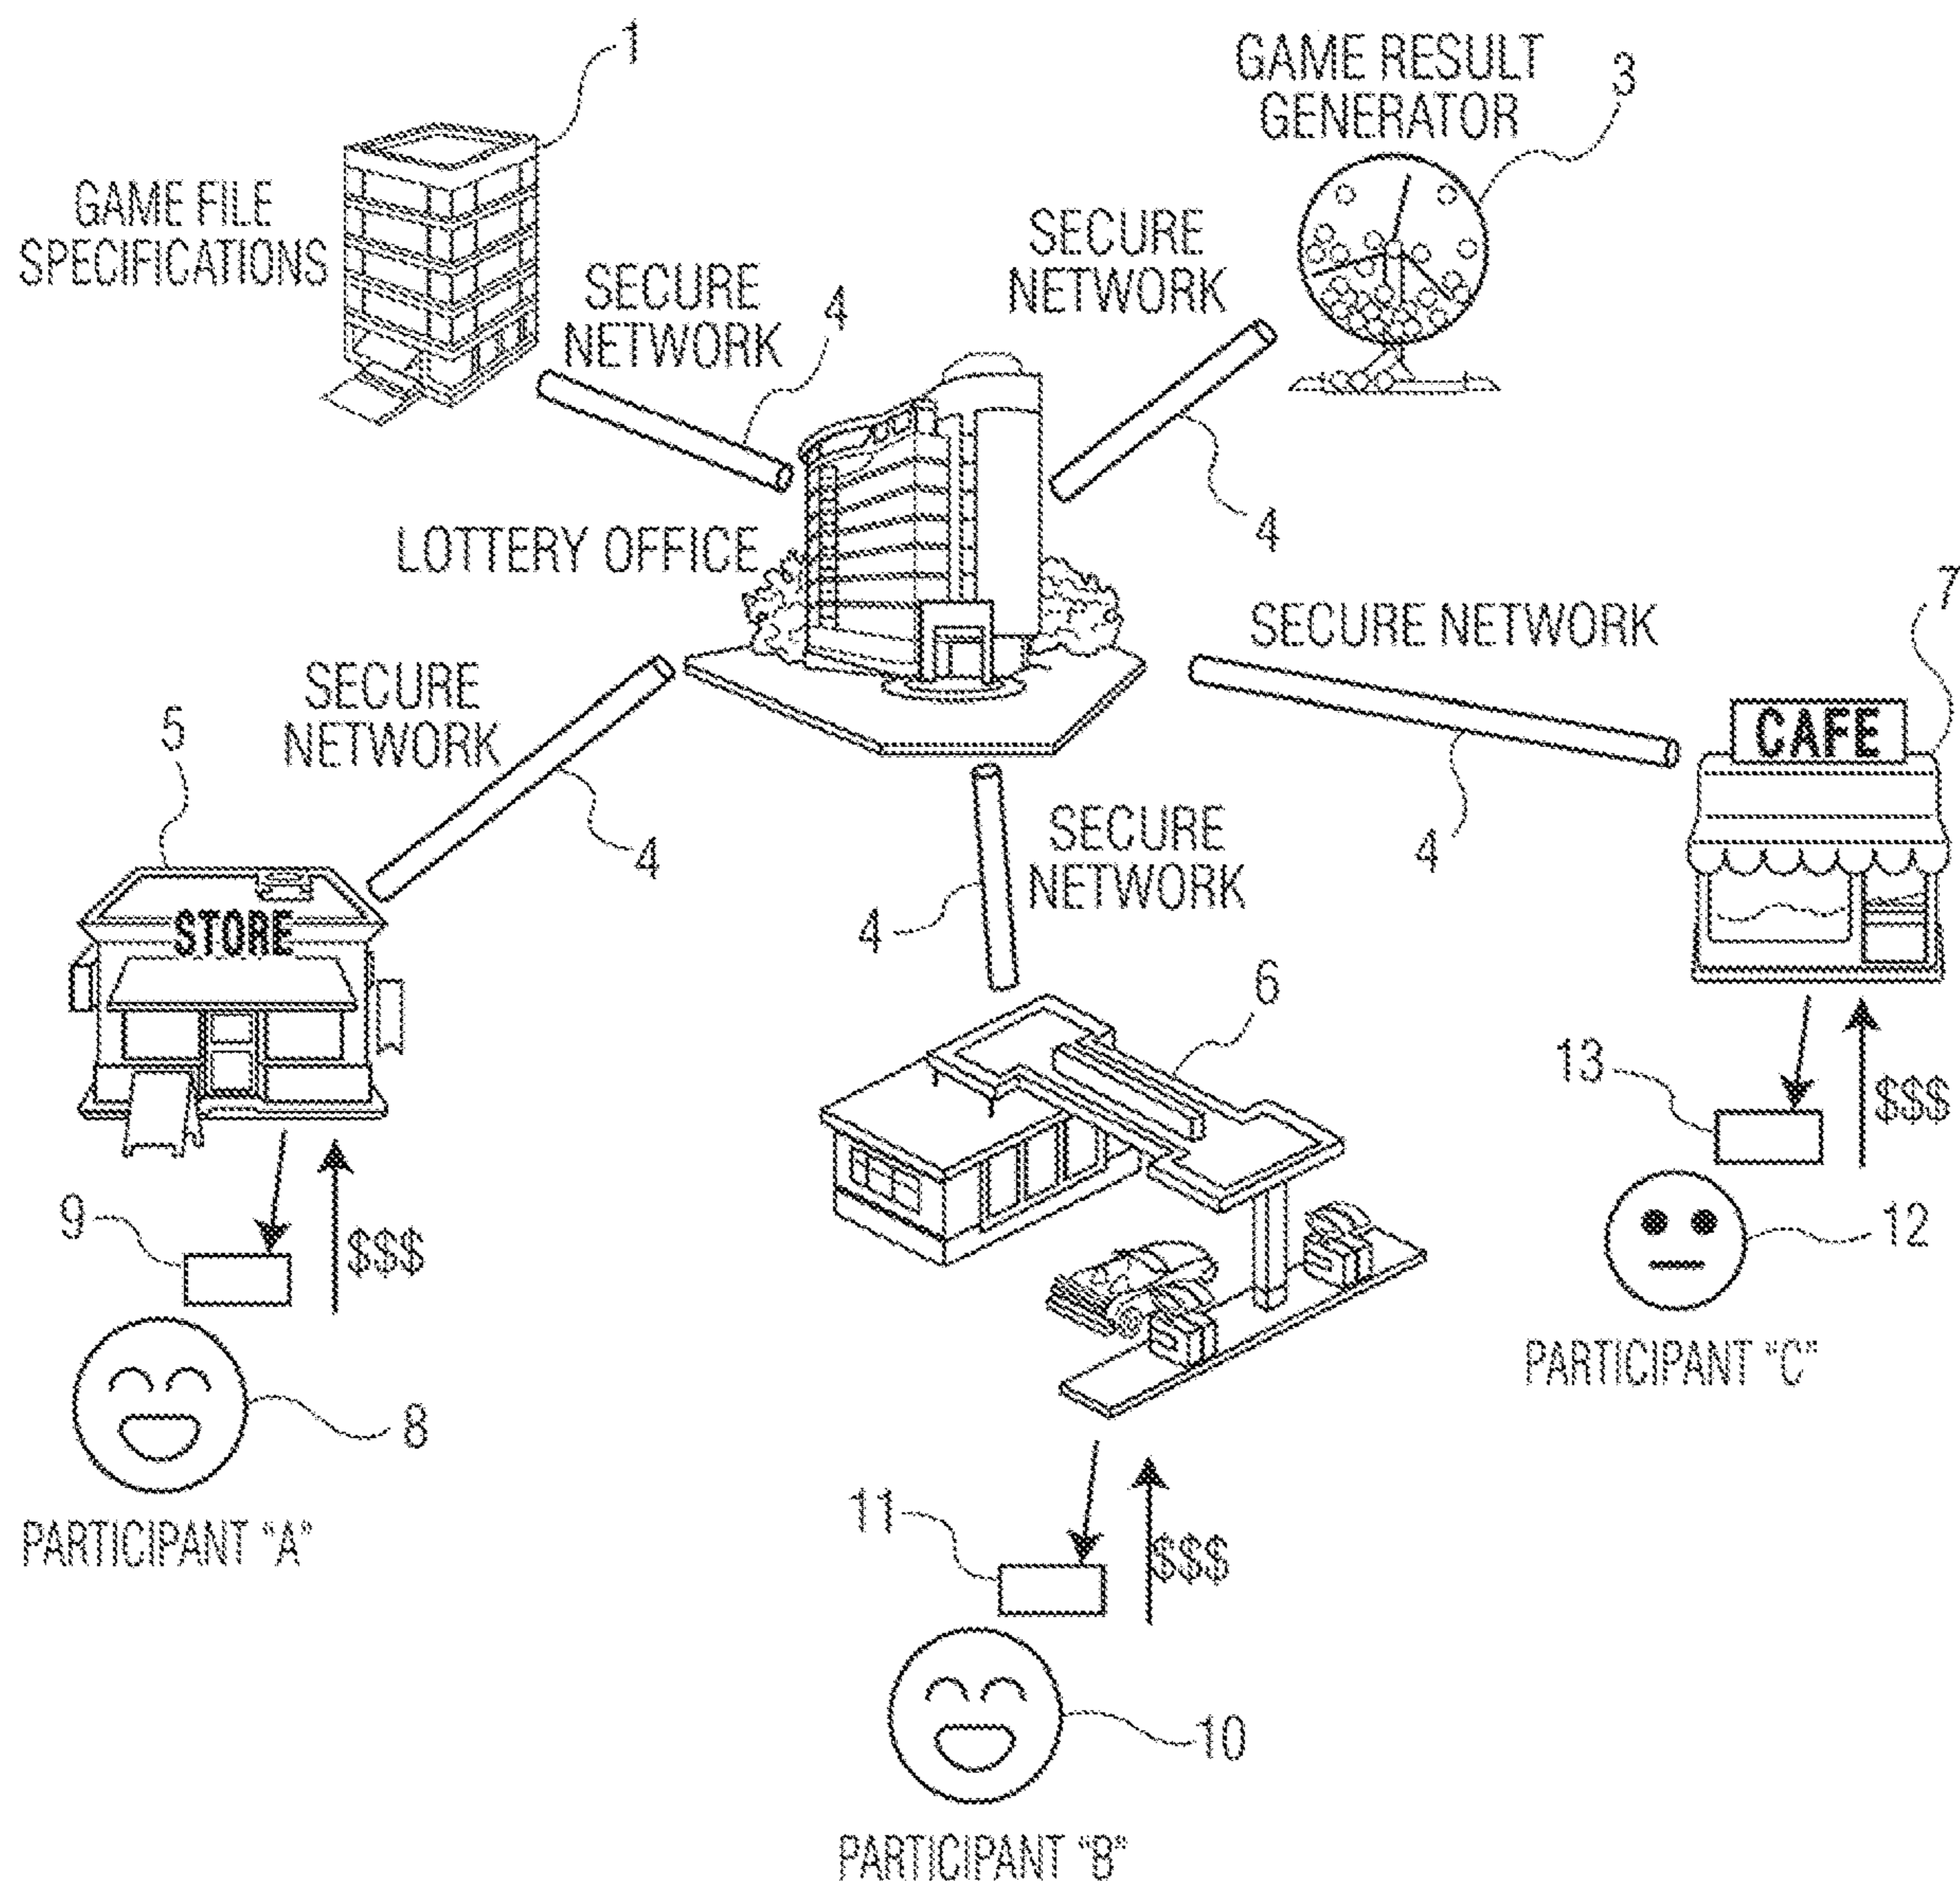 1
GAME RESULT
GENERATOR
3
GAME FILE
SPECIFICATIONS
SECURE
NETWORK
4
SECURE
NETWORK
4
LOTTERY OFFICE
SECURE NETWORK
7
4
CAFE
SECURE
NETWORK
5
4
STORE
SECURE
NETWORK
4
6
13
$$$
12
PARTICIPANT "C"
9
$$$
8
PARTICIPANT "A"
11
$$$
10
PARTICIPANT "B"